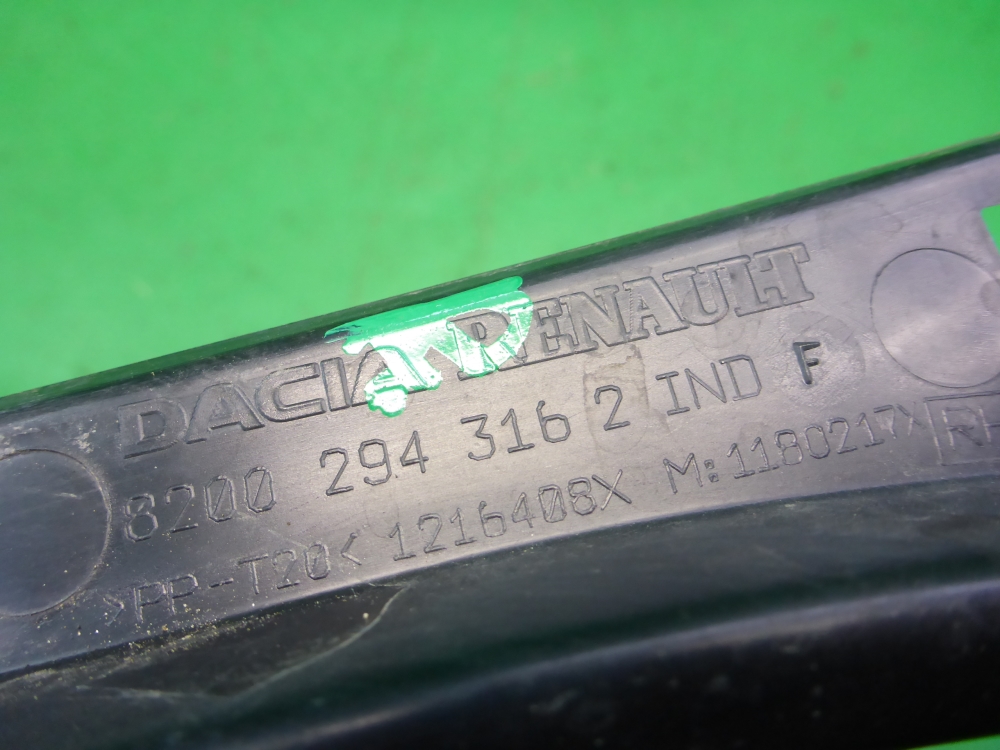 DACIA RENAULT
8200 294 316 2 IND F
>PP-T20< 1216408X M:1180217X